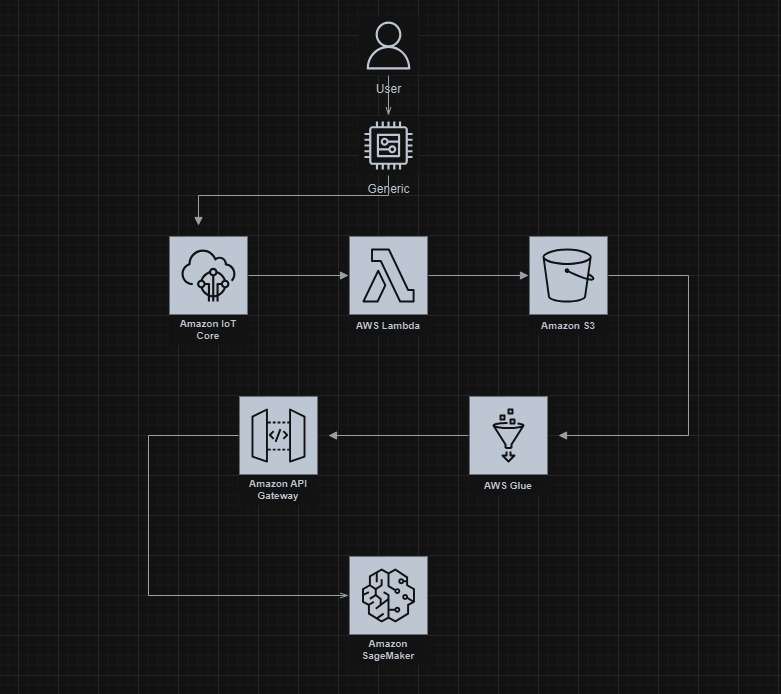 User
Generic
Amazon IoT
Core
AWS Lambda
Amazon S3
</>
Amazon API
Gateway
AWS Glue
Amazon
SageMaker